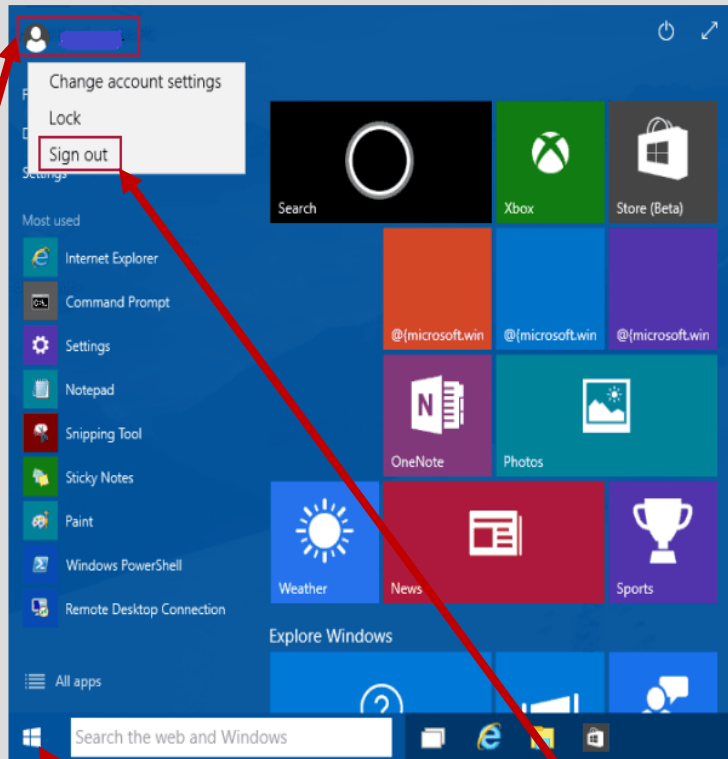 Change account settings
Lock
Sign out
Settings
Most used
Internet Explorer
Command Prompt
Settings
Notepad
Snipping Tool
Sticky Notes
Paint
Windows PowerShell
Remote Desktop Connection
All apps
Search
Xbox
Store (Beta)
@{microsoft.win
@{microsoft.win
@{microsoft.win
OneNote
Photos
Weather
News
Sports
Explore Windows
Search the web and Windows